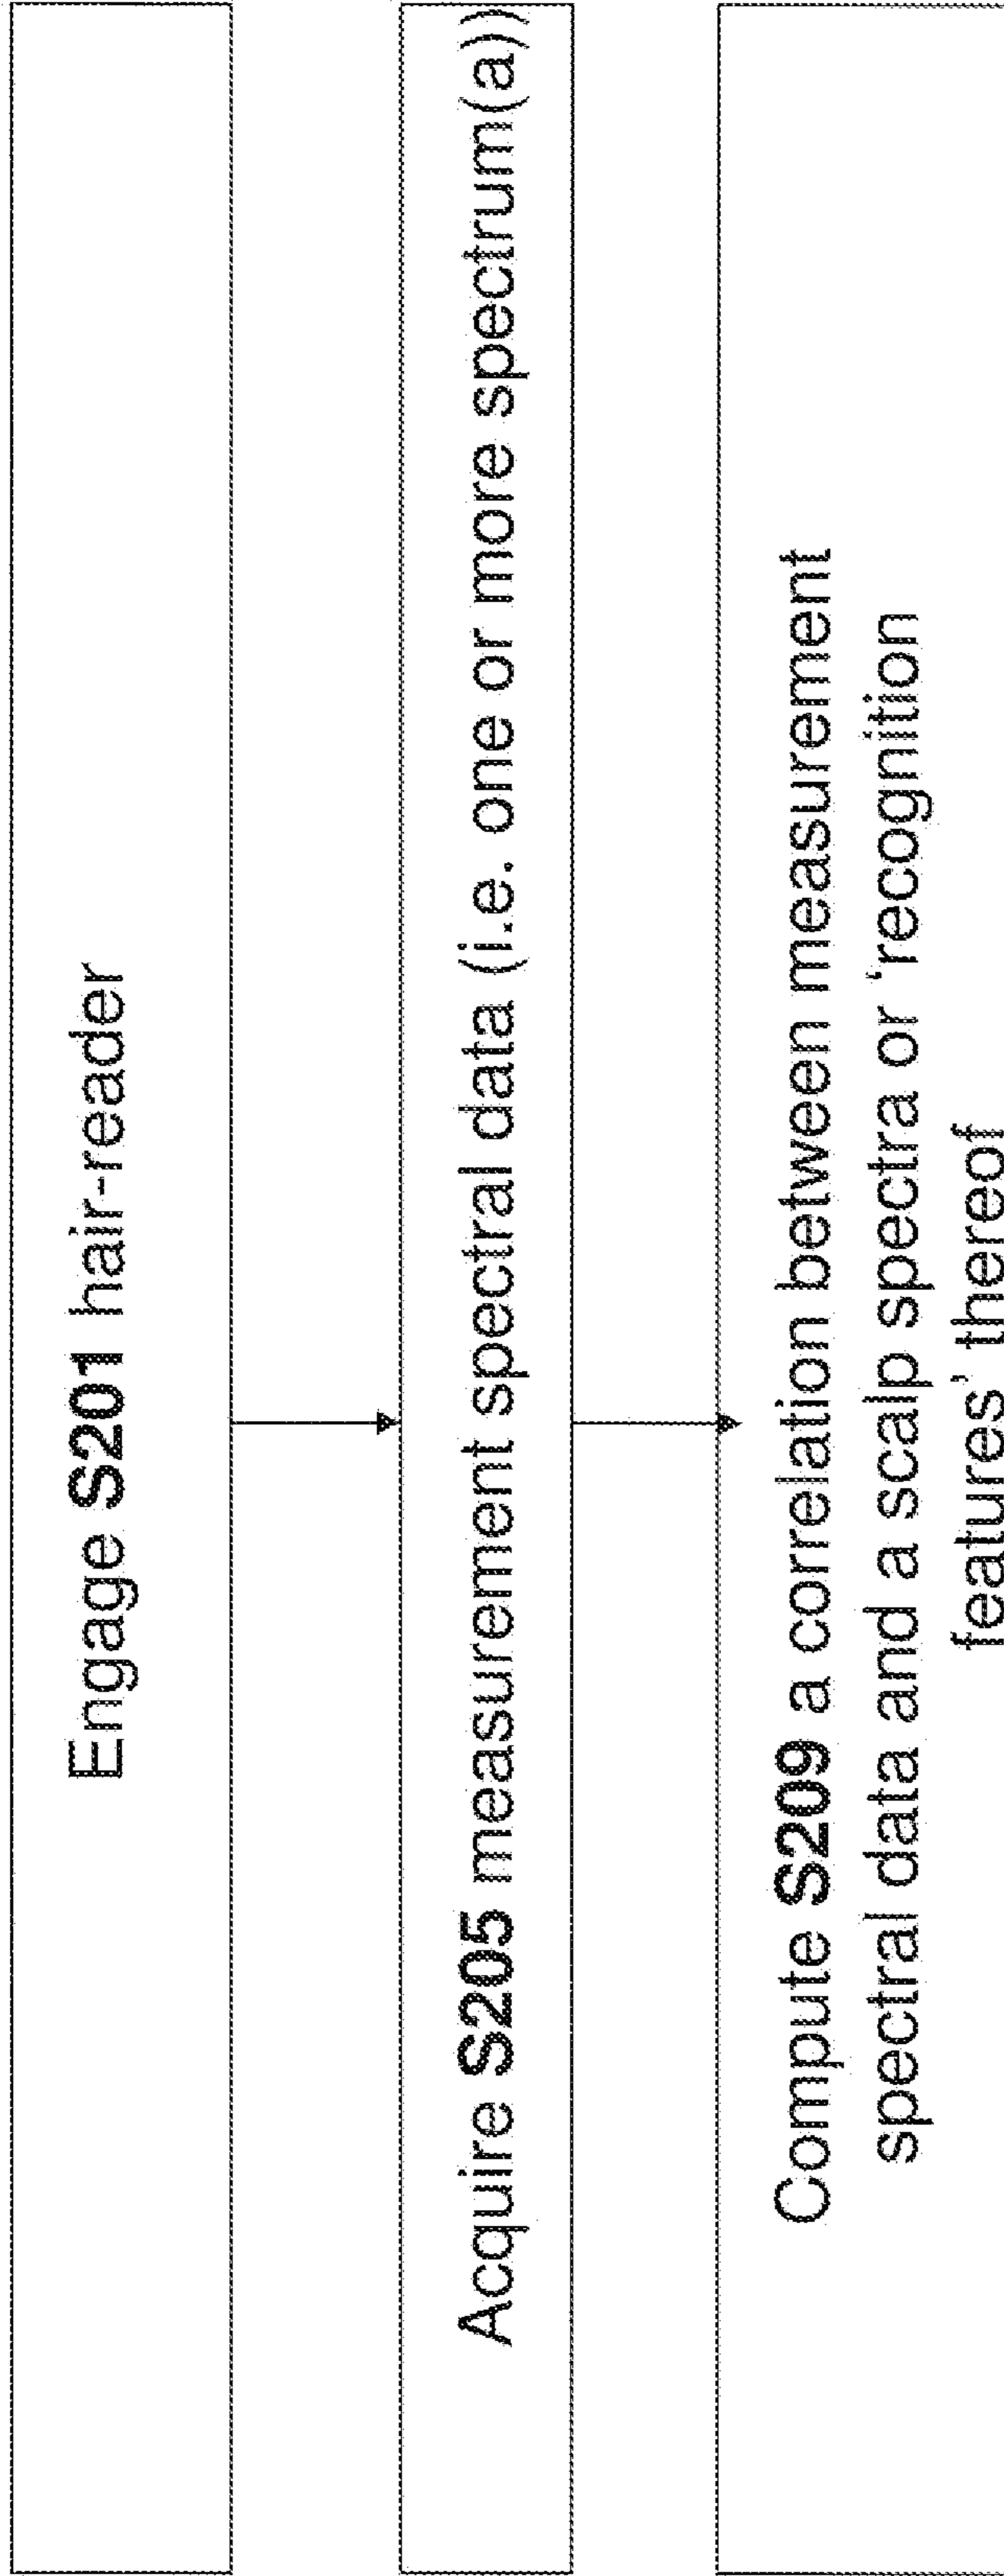 Engage S201 hair-reader
Acquire S205 measurement spectral data (i.e. one or more spectrum(a))
Compute S209 a correlation between measurement
spectral data and a scalp spectra or ‘recognition
features’ thereof